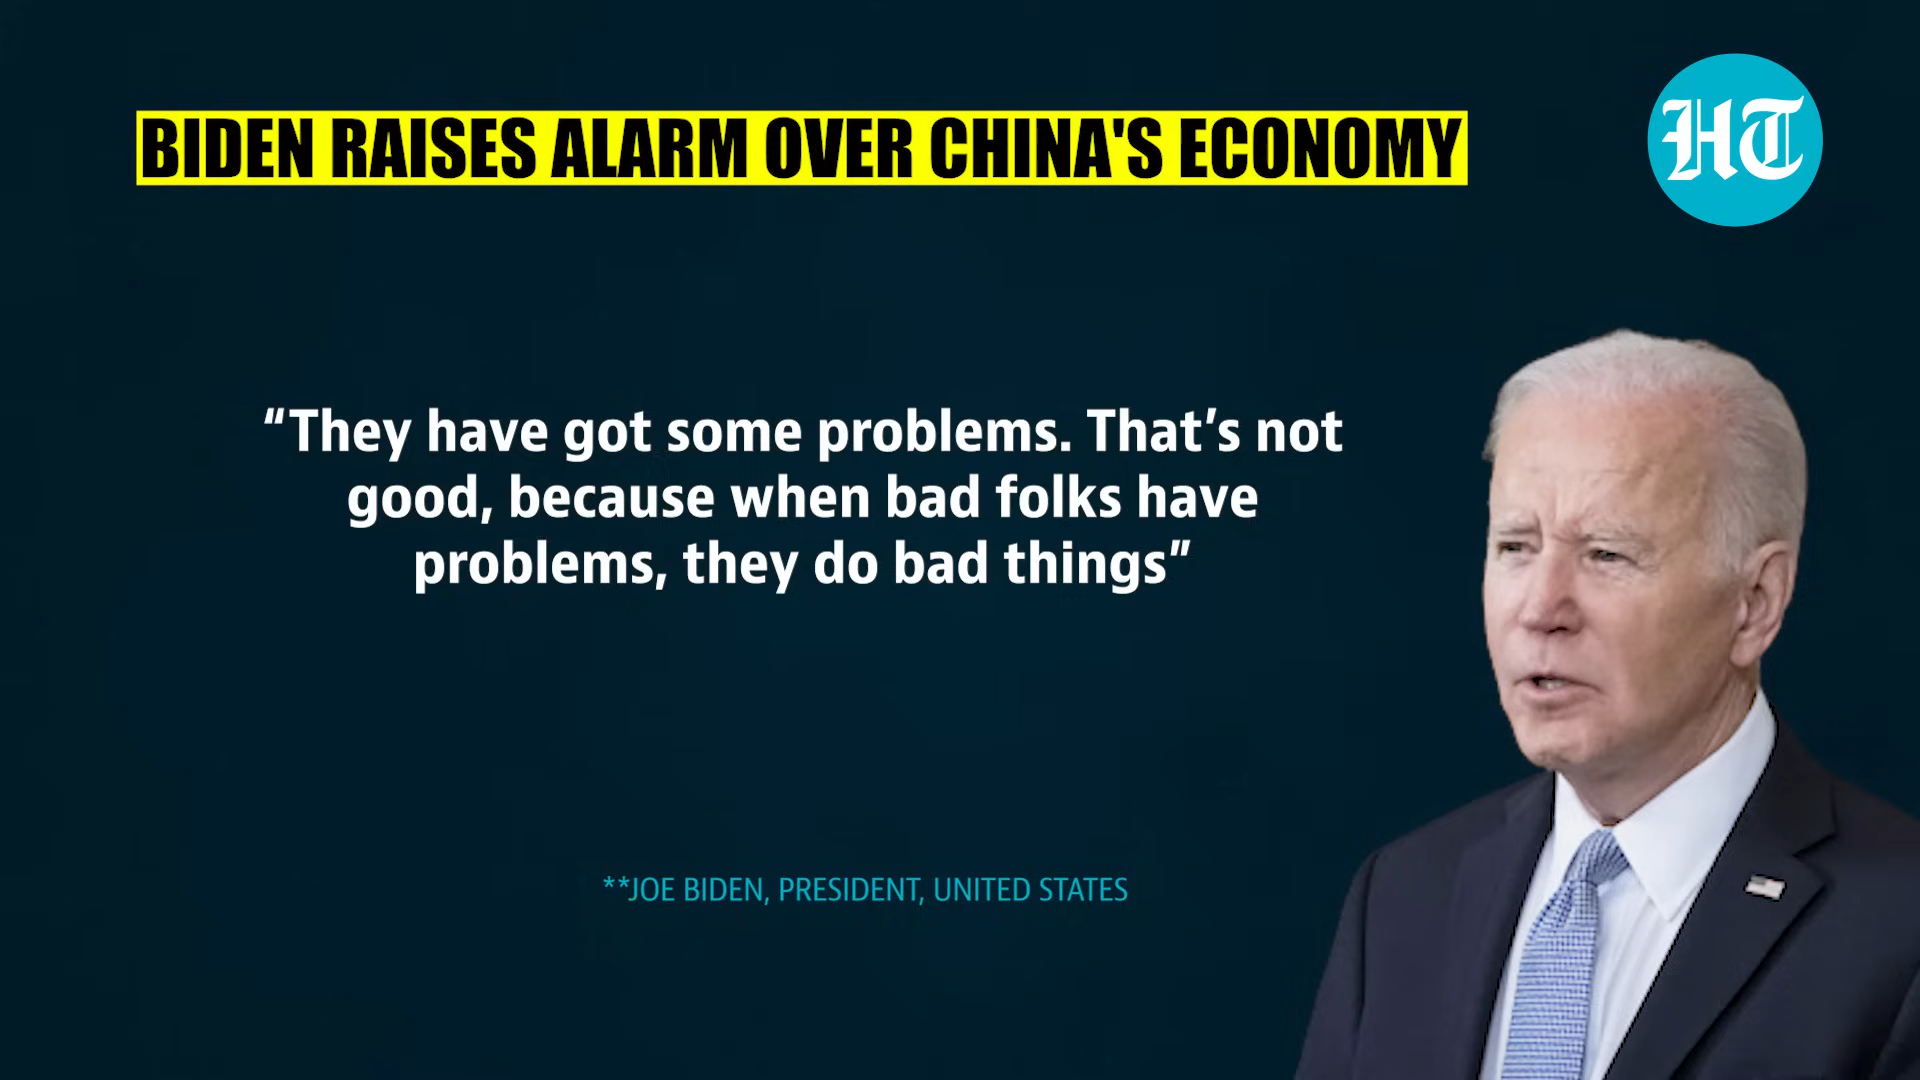 BIDEN RAISES ALARM OVER CHINA'S ECONOMY
HT
“They have got some problems. That’s not
good, because when bad folks have
problems, they do bad things”
**JOE BIDEN, PRESIDENT, UNITED STATES